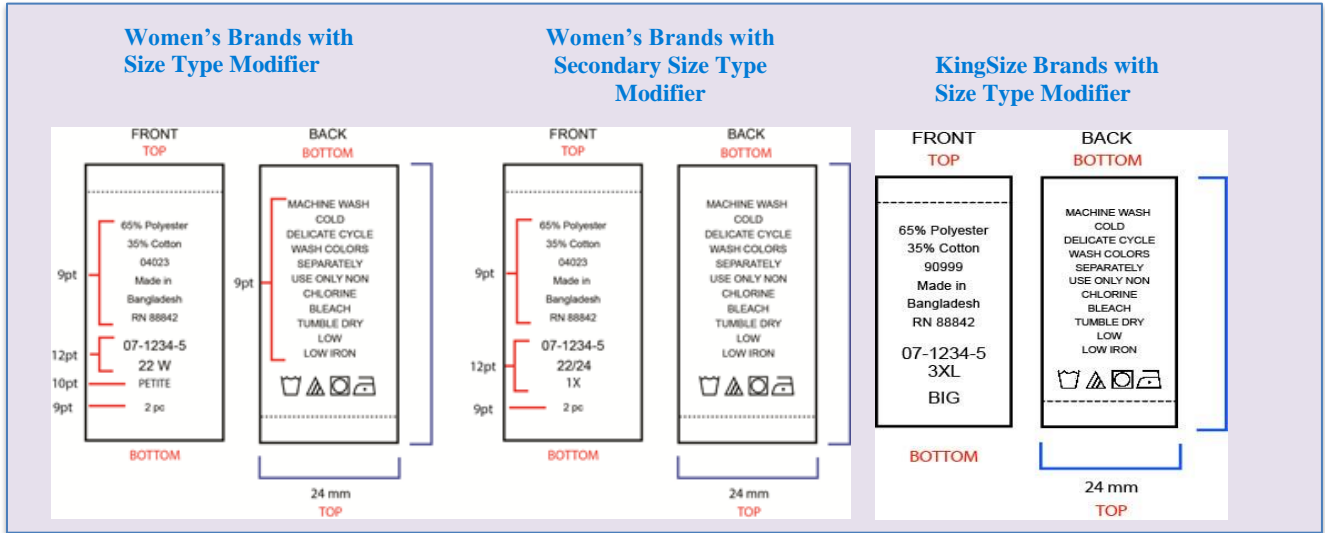 Women’s Brands with
Size Type Modifier
FRONT
TOP
BACK
BOTTOM
9pt
65% Polyester
35% Cotton
04023
Made in
Bangladesh
RN 88842
12pt
07-1234-5
22 W
10pt
PETITE
9pt
2 pc
BOTTOM
9pt
MACHINE WASH
COLD
DELICATE CYCLE
WASH COLORS
SEPARATELY
USE ONLY NON
CHLORINE
BLEACH
TUMBLE DRY
LOW
LOW IRON
24 mm
TOP
Women’s Brands with
Secondary Size Type
Modifier
FRONT
TOP
BACK
BOTTOM
9pt
65% Polyester
35% Cotton
04023
Made in
Bangladesh
RN 88842
12pt
07-1234-5
22/24
1X
9pt
2 pc
BOTTOM
MACHINE WASH
COLD
DELICATE CYCLE
WASH COLORS
SEPARATELY
USE ONLY NON
CHLORINE
BLEACH
TUMBLE DRY
LOW
LOW IRON
24 mm
TOP
KingSize Brands with
Size Type Modifier
FRONT
TOP
BACK
BOTTOM
65% Polyester
35% Cotton
90999
Made in
Bangladesh
RN 88842
07-1234-5
3XL
BIG
BOTTOM
MACHINE WASH
COLD
DELICATE CYCLE
WASH COLORS
SEPARATELY
USE ONLY NON
CHLORINE
BLEACH
TUMBLE DRY
LOW
LOW IRON
24 mm
TOP